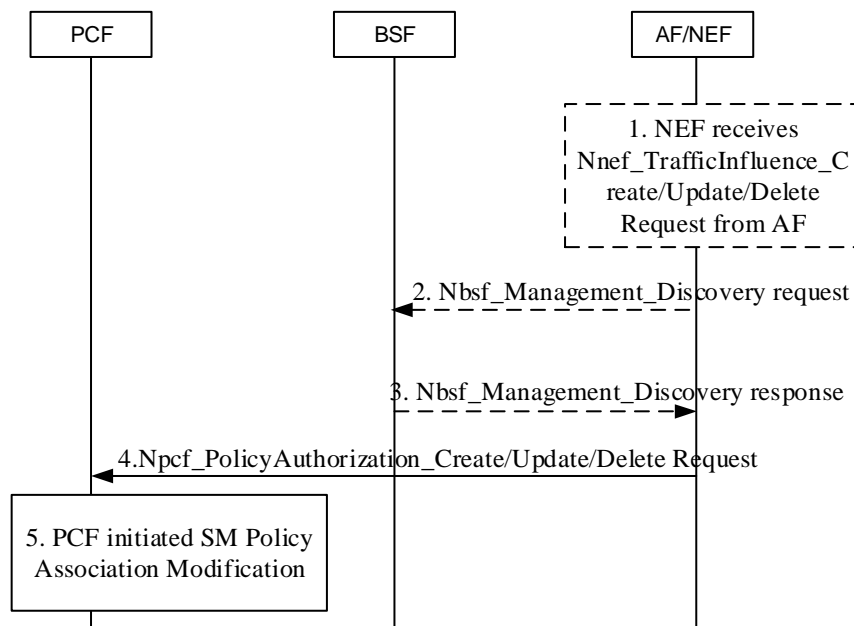 PCF
BSF
AF/NEF
1. NEF receives
Nnef_TrafficInfluence_C
reate/Update/Delete
Request from AF
2. Nbsf_Management_Discovery request
3. Nbsf_Management_Discovery response
4.Npcf_PolicyAuthorization_Create/Update/Delete Request
5. PCF initiated SM Policy
Association Modification